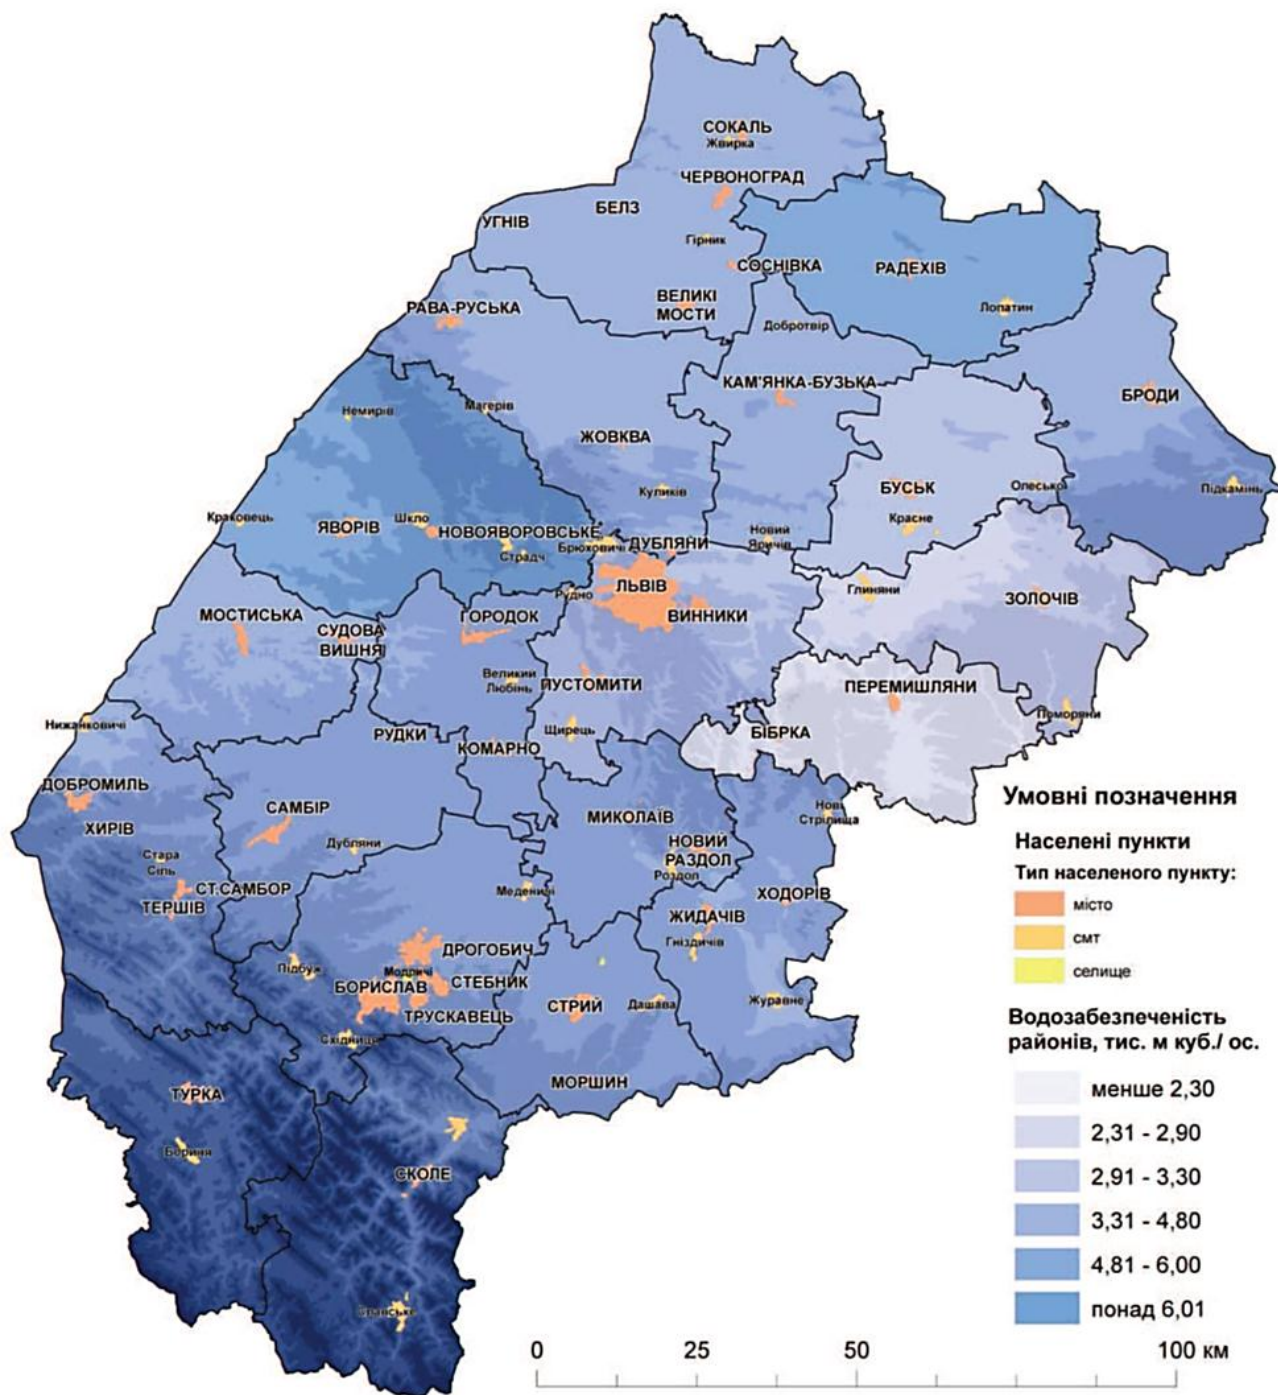 СОКАЛЬ
Жвирка
ЧЕРВОНОГРАД
БЕЛЗ
УГНІВ
Гірник
СОСНІВКА
РАДЕХІВ
ВЕЛИКІ
МОСТИ
Лопатин
РАВА-РУСЬКА
Добротвір
КАМ'ЯНКА-БУЗЬКА
БРОДИ
Немирів
Магерів
ЖОВКВА
Куликів
БУСЬК
Олесько
Підкамінь
Краковець
ЯВОРІВ
Шкло
НОВОЯВОРОВСЬКЕ
Красне
Новий
Яричів
Брюховичі
ДУБЛЯНИ
Страдч
ЛЬВІВ
Рудно
ВИННИКИ
Глиняни
ЗОЛОЧІВ
МОСТИСЬКА
СУДОВА
ВИШНЯ
ГОРОДОК
Великий
Любінь
ПУСТОМИТИ
ПЕРЕМИШЛЯНИ
Поморяни
Нижанковичі
РУДКИ
КОМАРНО
Щирець
БІБРКА
ДОБРОМИЛЬ
ХИРІВ
САМБІР
Дубляни
МИКОЛАЇВ
НОВИЙ
РАЗДОЛ
Роздол
Нові
Стрілища
Стара
Сіль
СТ.САМБОР
ТЕРШІВ
Меденичі
ХОДОРІВ
ЖИДАЧІВ
Гніздичів
ДРОГОБИЧ
Підбуж
Модричі
БОРИСЛАВ
СТЕБНИК
ТРУСКАВЕЦЬ
СТРИЙ
Дашава
Журавне
Східниця
МОРШИН
ТУРКА
Бориня
СКОЛЕ
Славське
Умовні позначення
Населені пункти
Тип населеного пункту:
місто
смт
селище
Водозабезпеченість
районів, тис. м куб./ ос.
менше 2,30
2,31 - 2,90
2,91 - 3,30
3,31 - 4,80
4,81 - 6,00
понад 6,01
0 25 50 100 км